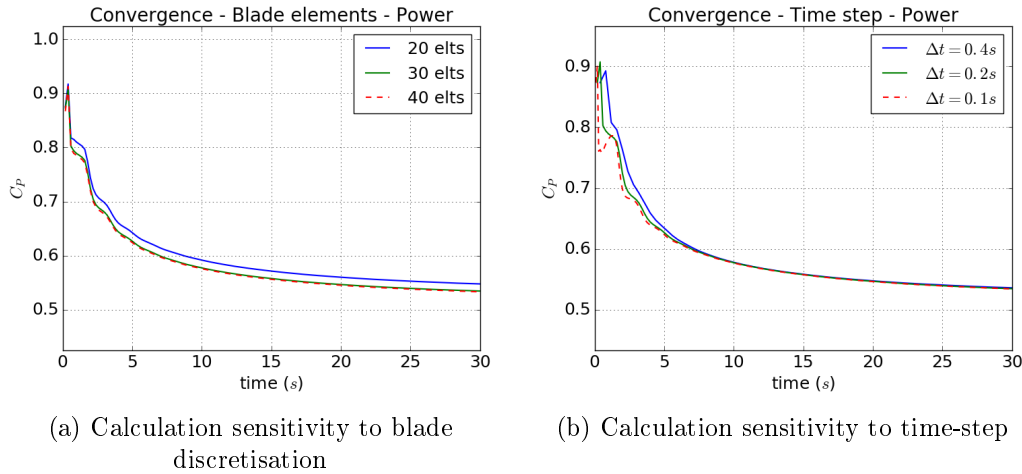 Convergence - Blade elements - Power
1.0
0.9
0.8
0.7
0.6
0.5
C_P
0 5 10 15 20 25 30
time (s)
20 elts
30 elts
40 elts
(a) Calculation sensitivity to blade
discretisation
Convergence - Time step - Power
0.9
0.8
0.7
0.6
0.5
C_P
0 5 10 15 20 25 30
time (s)
Δt = 0.4s
Δt = 0.2s
Δt = 0.1s
(b) Calculation sensitivity to time-step